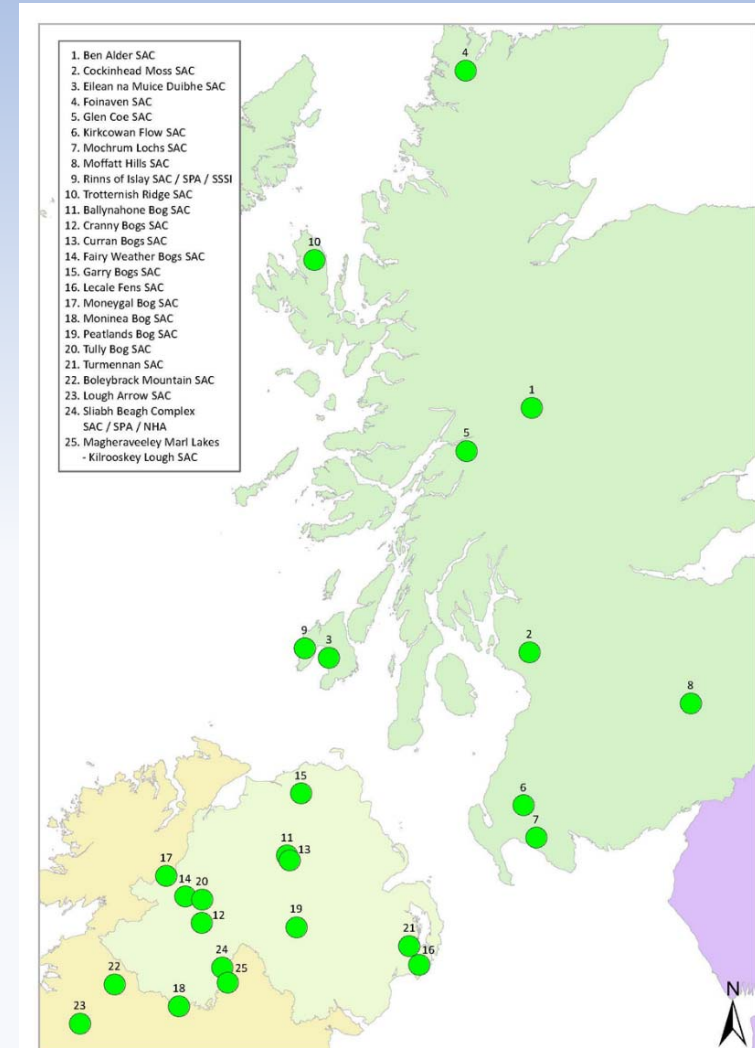 1. Ben Alder SAC
2. Cockinhead Moss SAC
3. Eilean na Muice Duibhe SAC
4. Foinaven SAC
5. Glen Coe SAC
6. Kirkcowan Flow SAC
7. Mochrum Lochs SAC
8. Moffatt Hills SAC
9. Rinns of Islay SAC / SPA / SSSI
10. Trotternish Ridge SAC
11. Ballynahone Bog SAC
12. Cranny Bogs SAC
13. Curran Bogs SAC
14. Fairy Weather Bogs SAC
15. Garry Bogs SAC
16. Lecale Fens SAC
17. Moneygal Bog SAC
18. Moninea Bog SAC
19. Peatlands Bog SAC
20. Tully Bog SAC
21. Turmennan SAC
22. Boleybrack Mountain SAC
23. Lough Arrow SAC
24. Sliabh Beagh Complex
SAC / SPA / NHA
25. Magheraveeley Marl Lakes
- Kilrooskey Lough SAC
4
10
1
5
9
3
2
8
15
6
7
11
13
17
14
20
12
19
21
16
24
25
22
18
23
N